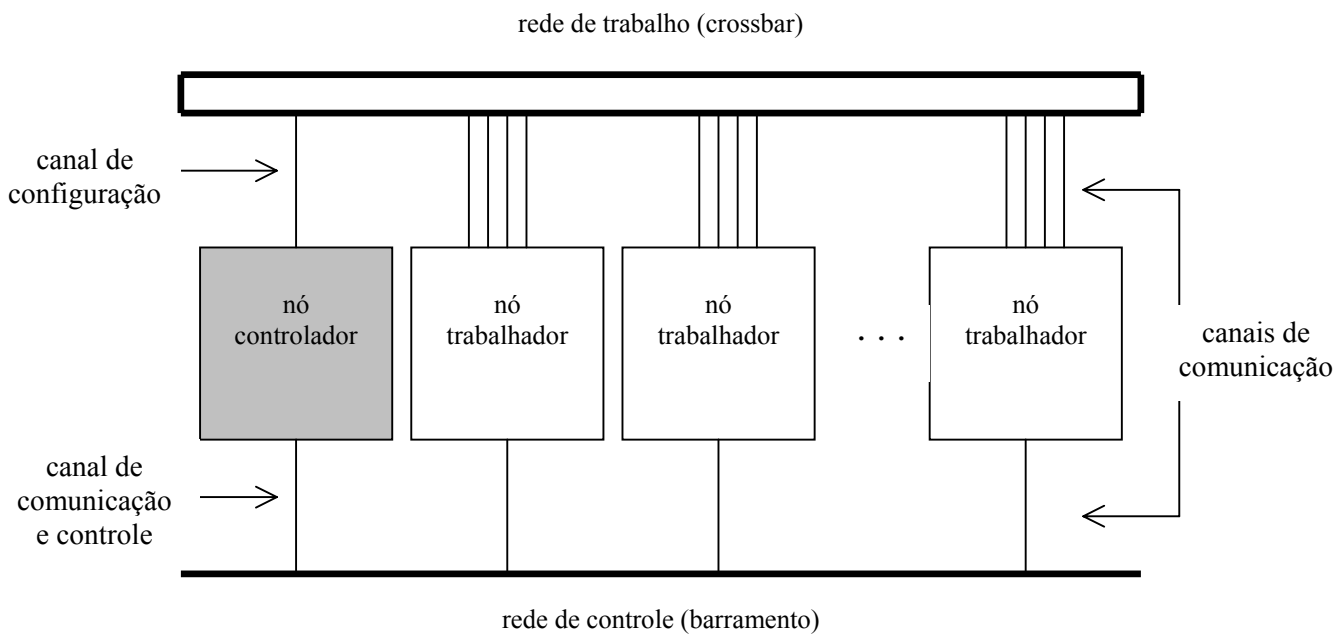 rede de trabalho (crossbar)
canal de
configuração
nó
controlador
nó
trabalhador
nó
trabalhador
. . .
nó
trabalhador
canais de
comunicação
canal de
comunicação
e controle
rede de controle (barramento)